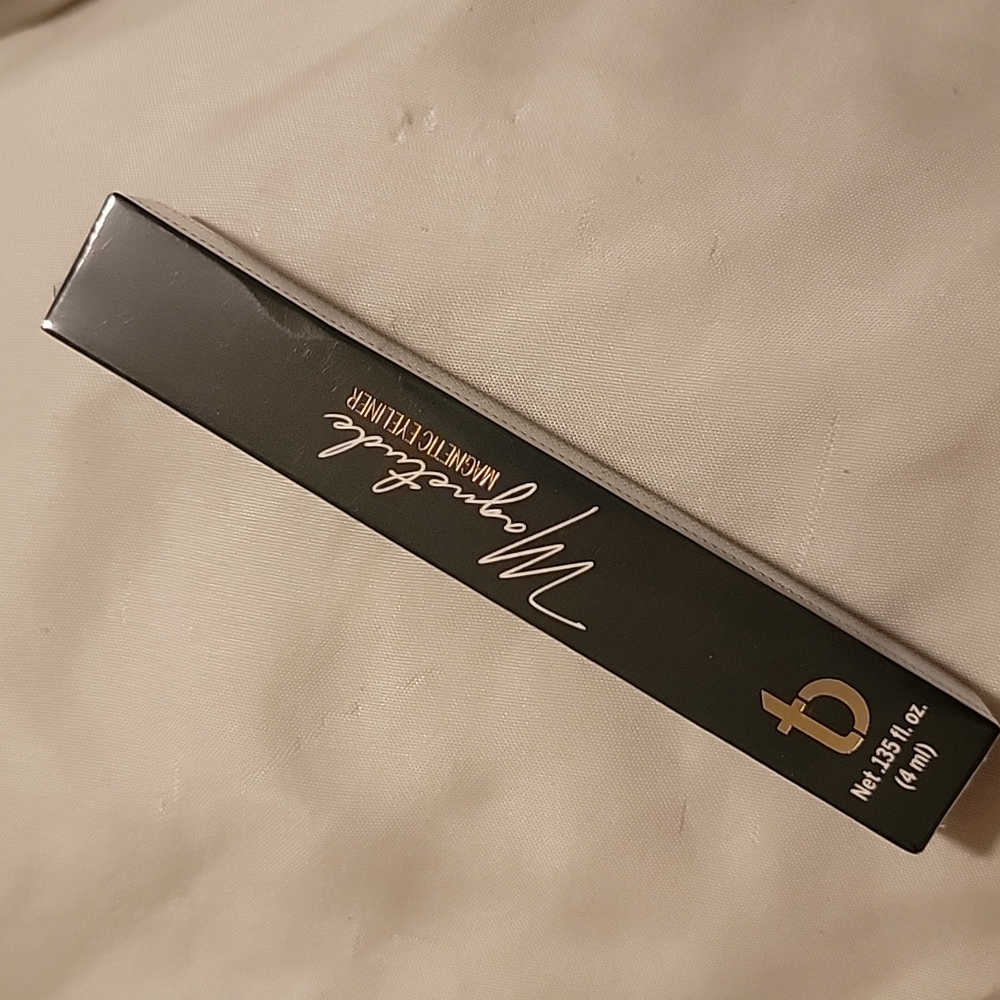 Magnetude
MAGNETIC EYELINER
Net .135 fl. oz.
(4 ml)